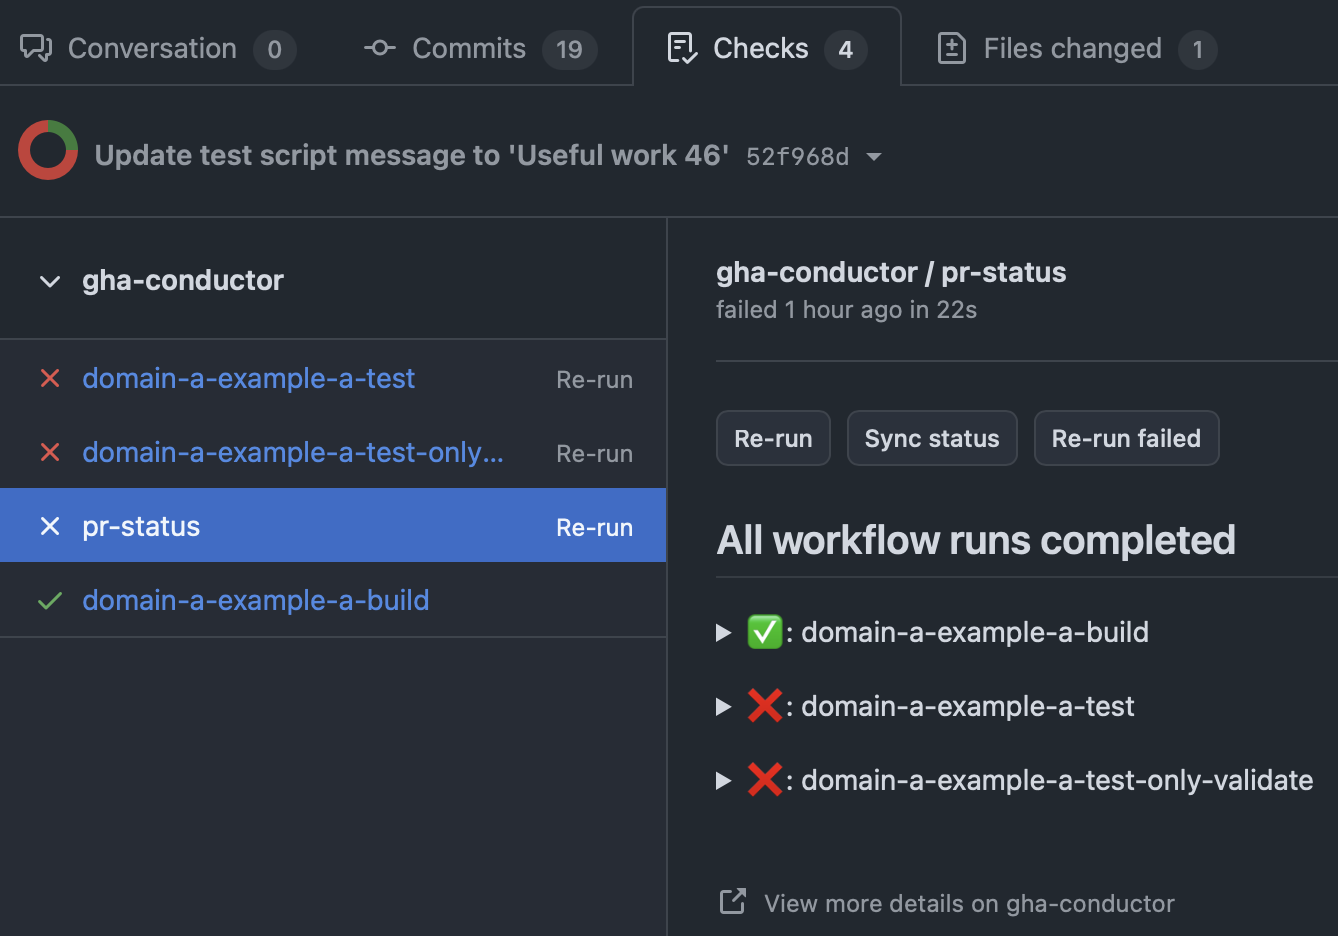 Conversation 0 Commits 19 Checks 4 Files changed 1
Update test script message to 'Useful work 46' 52f968d
gha-conductor
domain-a-example-a-test Re-run
domain-a-example-a-test-only... Re-run
pr-status Re-run
domain-a-example-a-build
gha-conductor / pr-status
failed 1 hour ago in 22s
Re-run Sync status Re-run failed
All workflow runs completed
▶ ✅: domain-a-example-a-build
▶ ❌: domain-a-example-a-test
▶ ❌: domain-a-example-a-test-only-validate
View more details on gha-conductor